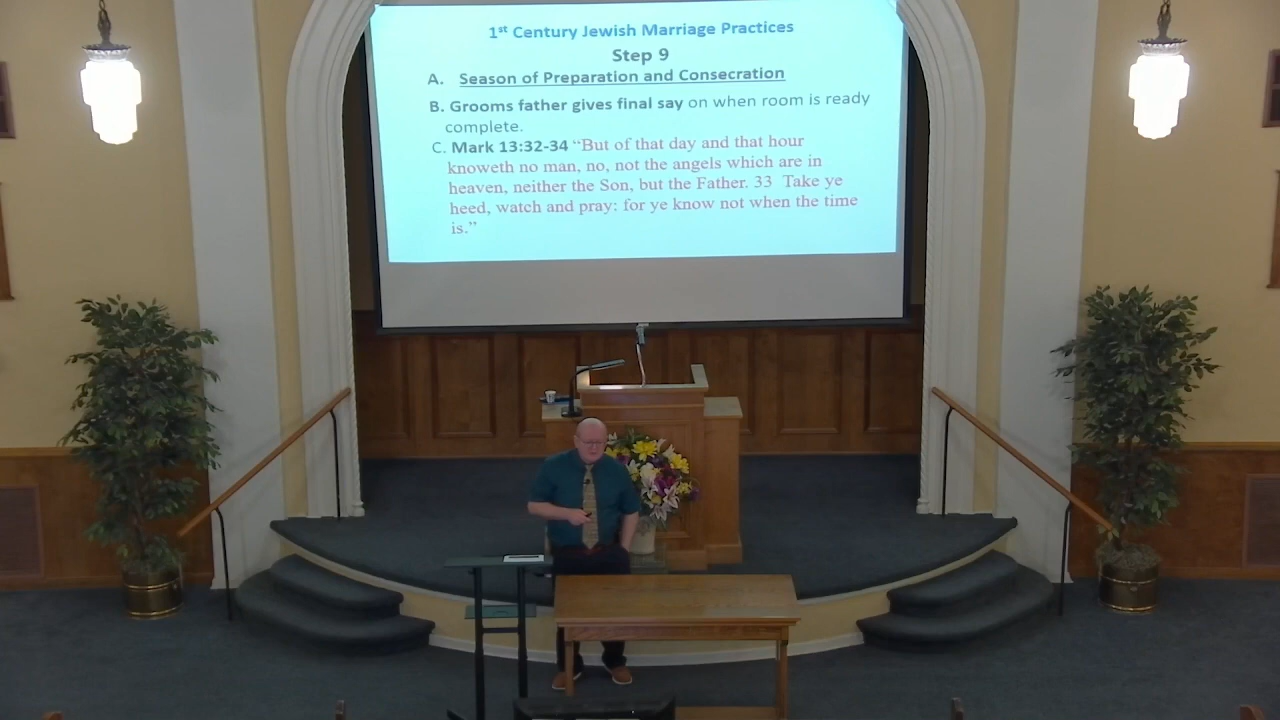 1st Century Jewish Marriage Practices
Step 9
A. Season of Preparation and Consecration
B. Grooms father gives final say on when room is ready
complete.
C. Mark 13:32-34 “But of that day and that hour
knoweth no man, no, not the angels which are in
heaven, neither the Son, but the Father. 33 Take ye
heed, watch and pray: for ye know not when the time
is.”